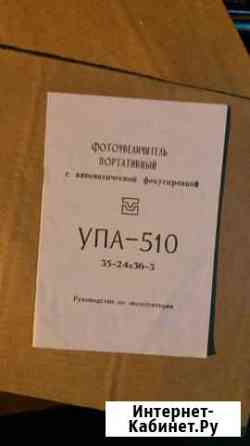 ФОТОУВЕЛИЧИТЕЛЬ
ПОРТАТИВНЫЙ
с автоматической фокусировкой
УПА-510
35-24х36-3
Руководство по эксплуатации
Интернет-
Кабинет.Ру